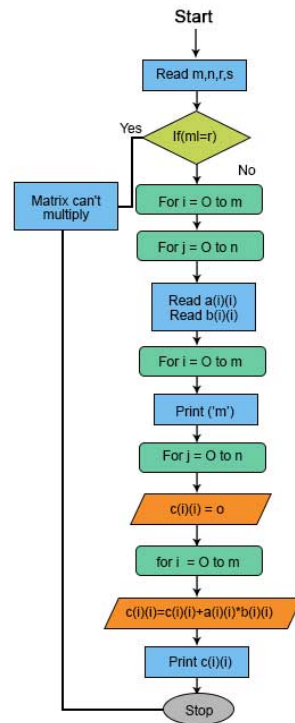 Start
Read m,n,r,s
Yes
If(ml=r)
No
Matrix can't
multiply
For i = O to m
For j = O to n
Read a(i)(i)
Read b(i)(i)
For i = O to m
Print ('m')
For j = O to n
c(i)(i) = o
for i = O to m
c(i)(i)=c(i)(i)+a(i)(i)*b(i)(i)
Print c(i)(i)
Stop